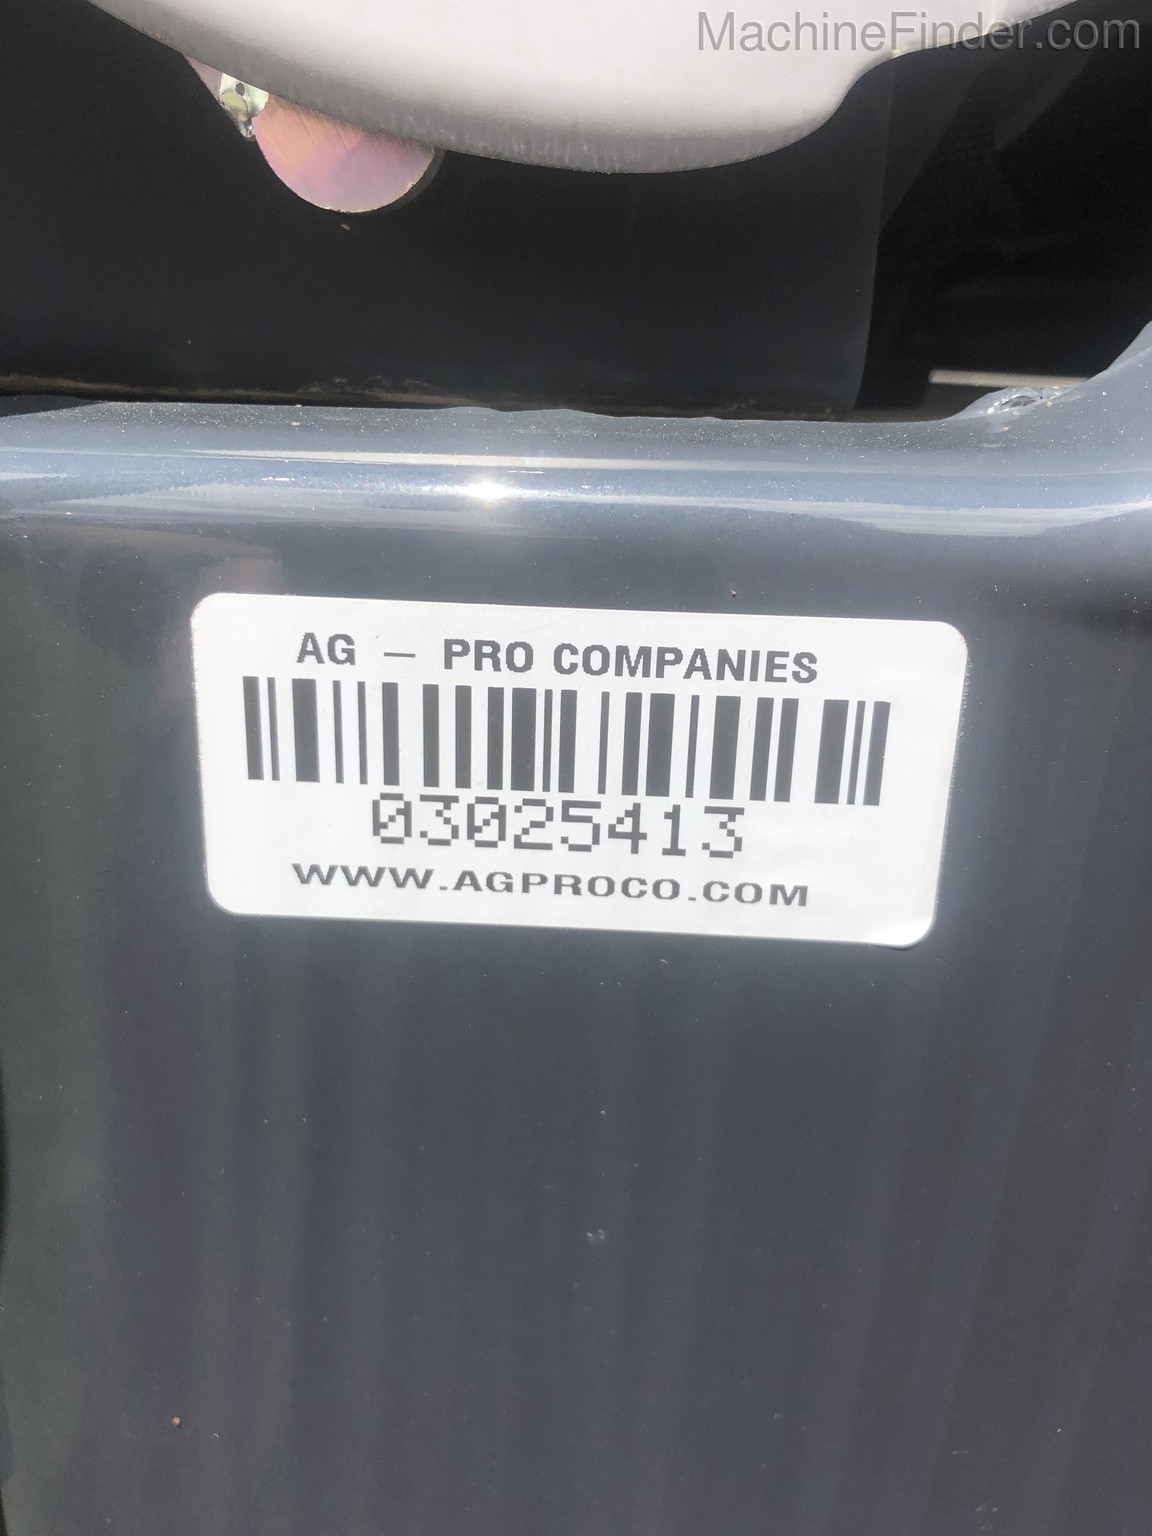 MachineFinder.com
AG – PRO COMPANIES
03025413
WWW.AGPROCO.COM